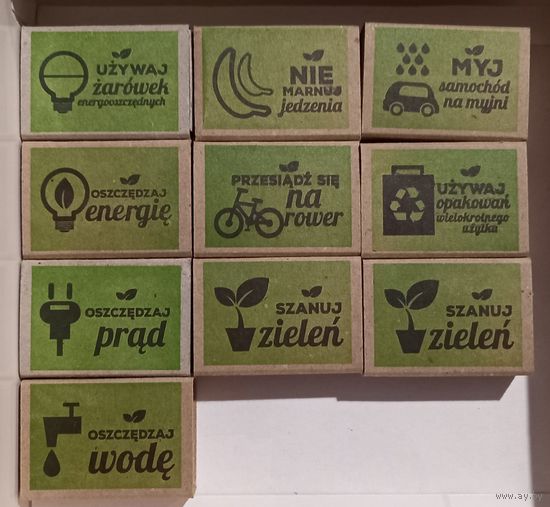 UŻYWAJ
żarówek
energooszczędnych
NIE
MARNUJ
jedzenia
MYJ
samochód
na myjni
OSZCZĘDZAJ
energię
PRZESIĄDŹ SIĘ
na
rower
UŻYWAJ
opakowań
wielokrotnego
użytku
OSZCZĘDZAJ
prąd
SZANUJ
zieleń
SZANUJ
zieleń
OSZCZĘDZAJ
wodę
www.ay.by